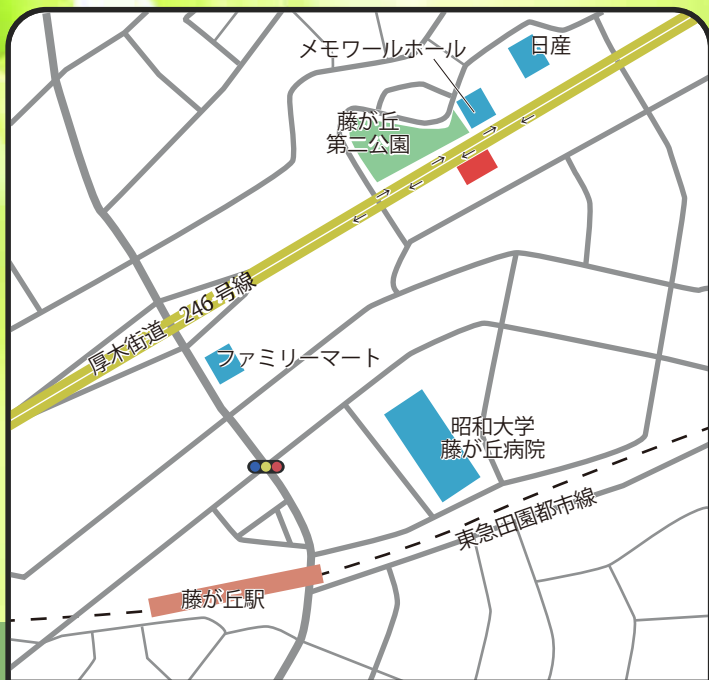 メモワールホール
日産
藤が丘
第二公園
厚木街道 246号線
ファミリーマート
昭和大学
藤が丘病院
東急田園都市線
藤が丘駅